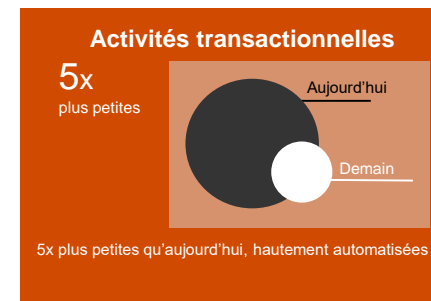 Activités transactionnelles
5x
plus petites
Aujourd'hui
Demain
5x plus petites qu'aujourd'hui, hautement automatisées